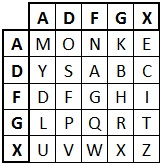 A D F G X
A M O N K E
D Y S A B C
F D F G H I
G L P Q R T
X U V W X Z